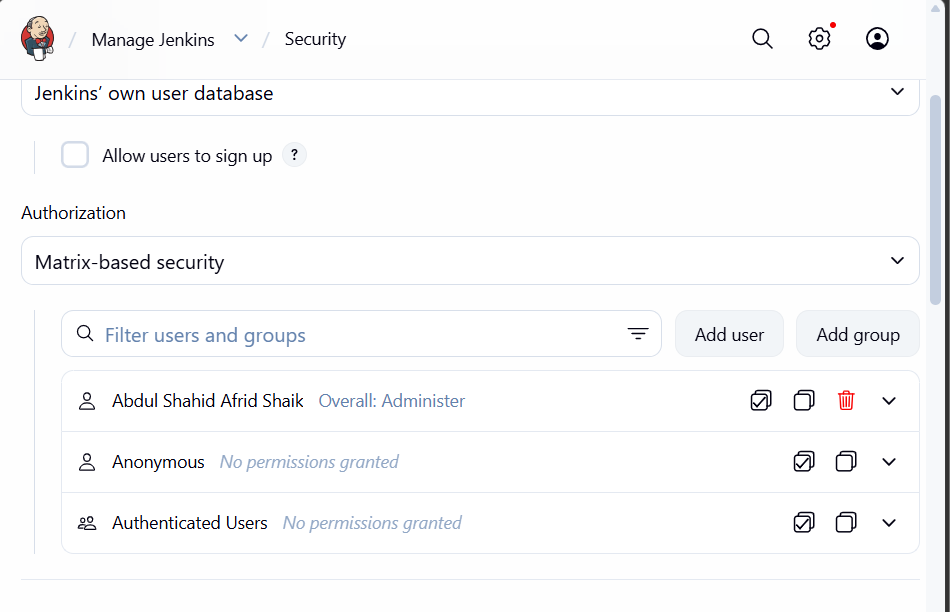 / Manage Jenkins / Security
Jenkins’ own user database
Allow users to sign up ?
Authorization
Matrix-based security
Filter users and groups Add user Add group
Abdul Shahid Afrid Shaik Overall: Administer
Anonymous No permissions granted
Authenticated Users No permissions granted